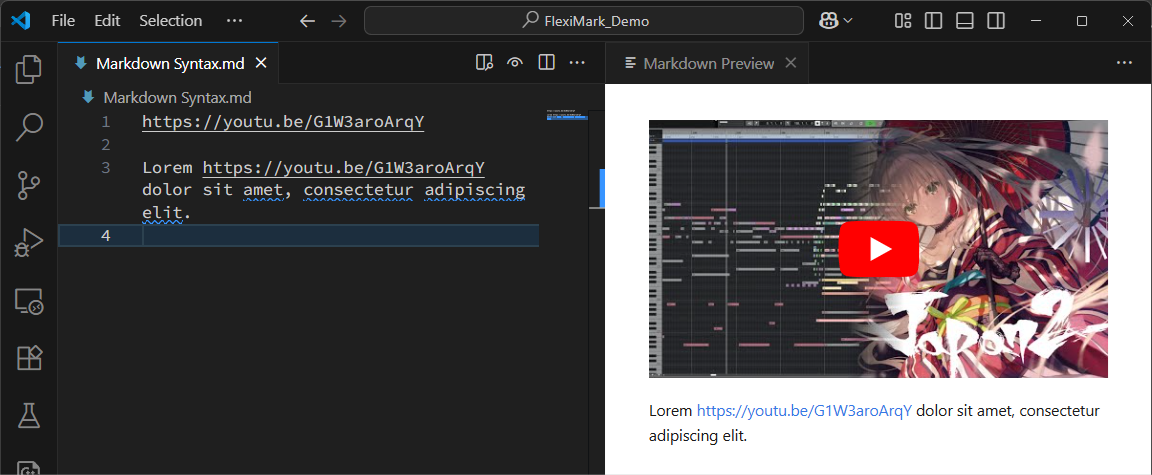 File Edit Selection ··· FlexiMark_Demo
Markdown Syntax.md
Markdown Preview
Markdown Syntax.md
1 https://youtu.be/G1W3aroArqY
2
3 Lorem https://youtu.be/G1W3aroArqY
dolor sit amet, consectetur adipiscing
elit.
4
JaPan2
Lorem https://youtu.be/G1W3aroArqY dolor sit amet, consectetur
adipiscing elit.